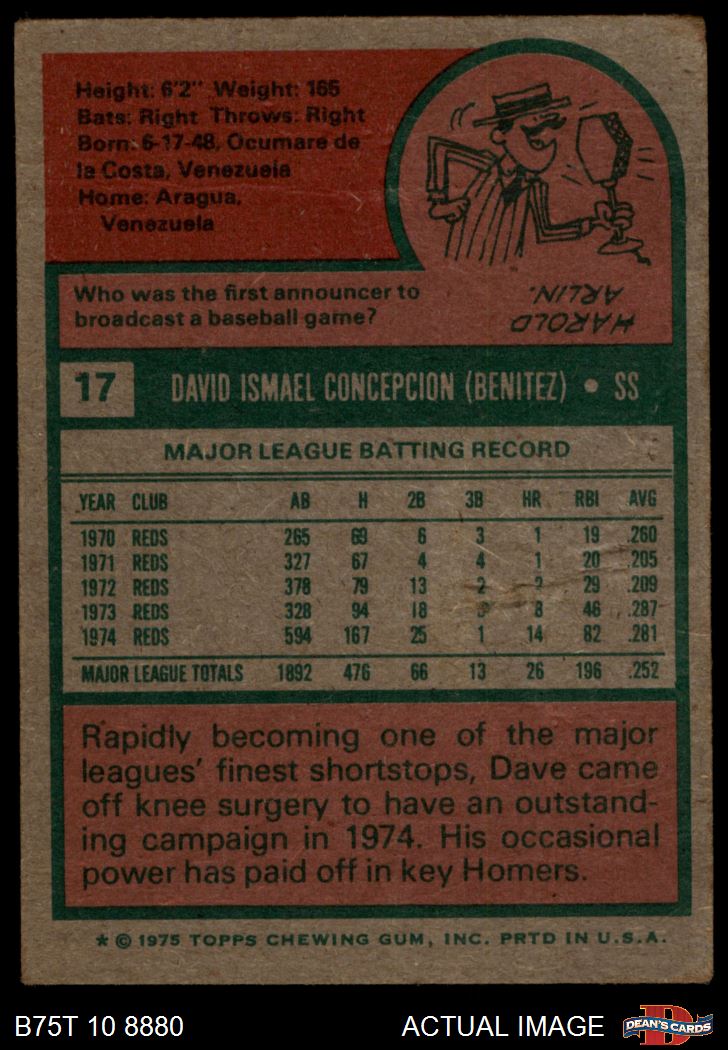 Height: 6'2" Weight: 165
Bats: Right Throws: Right
Born: 6-17-48, Ocumare de
la Costa, Venezuela
Home: Aragua,
Venezuela
Who was the first announcer to
broadcast a baseball game?
HAROLD
ARLIN.
17 DAVID ISMAEL CONCEPCION (BENITEZ) • SS
MAJOR LEAGUE BATTING RECORD
YEAR CLUB AB H 2B 3B HR RBI AVG
1970 REDS 265 69 6 3 1 19 .260
1971 REDS 327 67 4 4 1 20 .205
1972 REDS 378 79 13 2 2 29 .209
1973 REDS 328 94 18 8 46 .287
1974 REDS 594 167 25 1 14 82 .281
MAJOR LEAGUE TOTALS 1892 476 66 13 26 196 .252
Rapidly becoming one of the major
leagues' finest shortstops, Dave came
off knee surgery to have an outstand-
ing campaign in 1974. His occasional
power has paid off in key Homers.
* © 1975 TOPPS CHEWING GUM, INC. PRTD IN U.S.A.
B75T 10 8880 ACTUAL IMAGE
D
DEAN'S CARDS